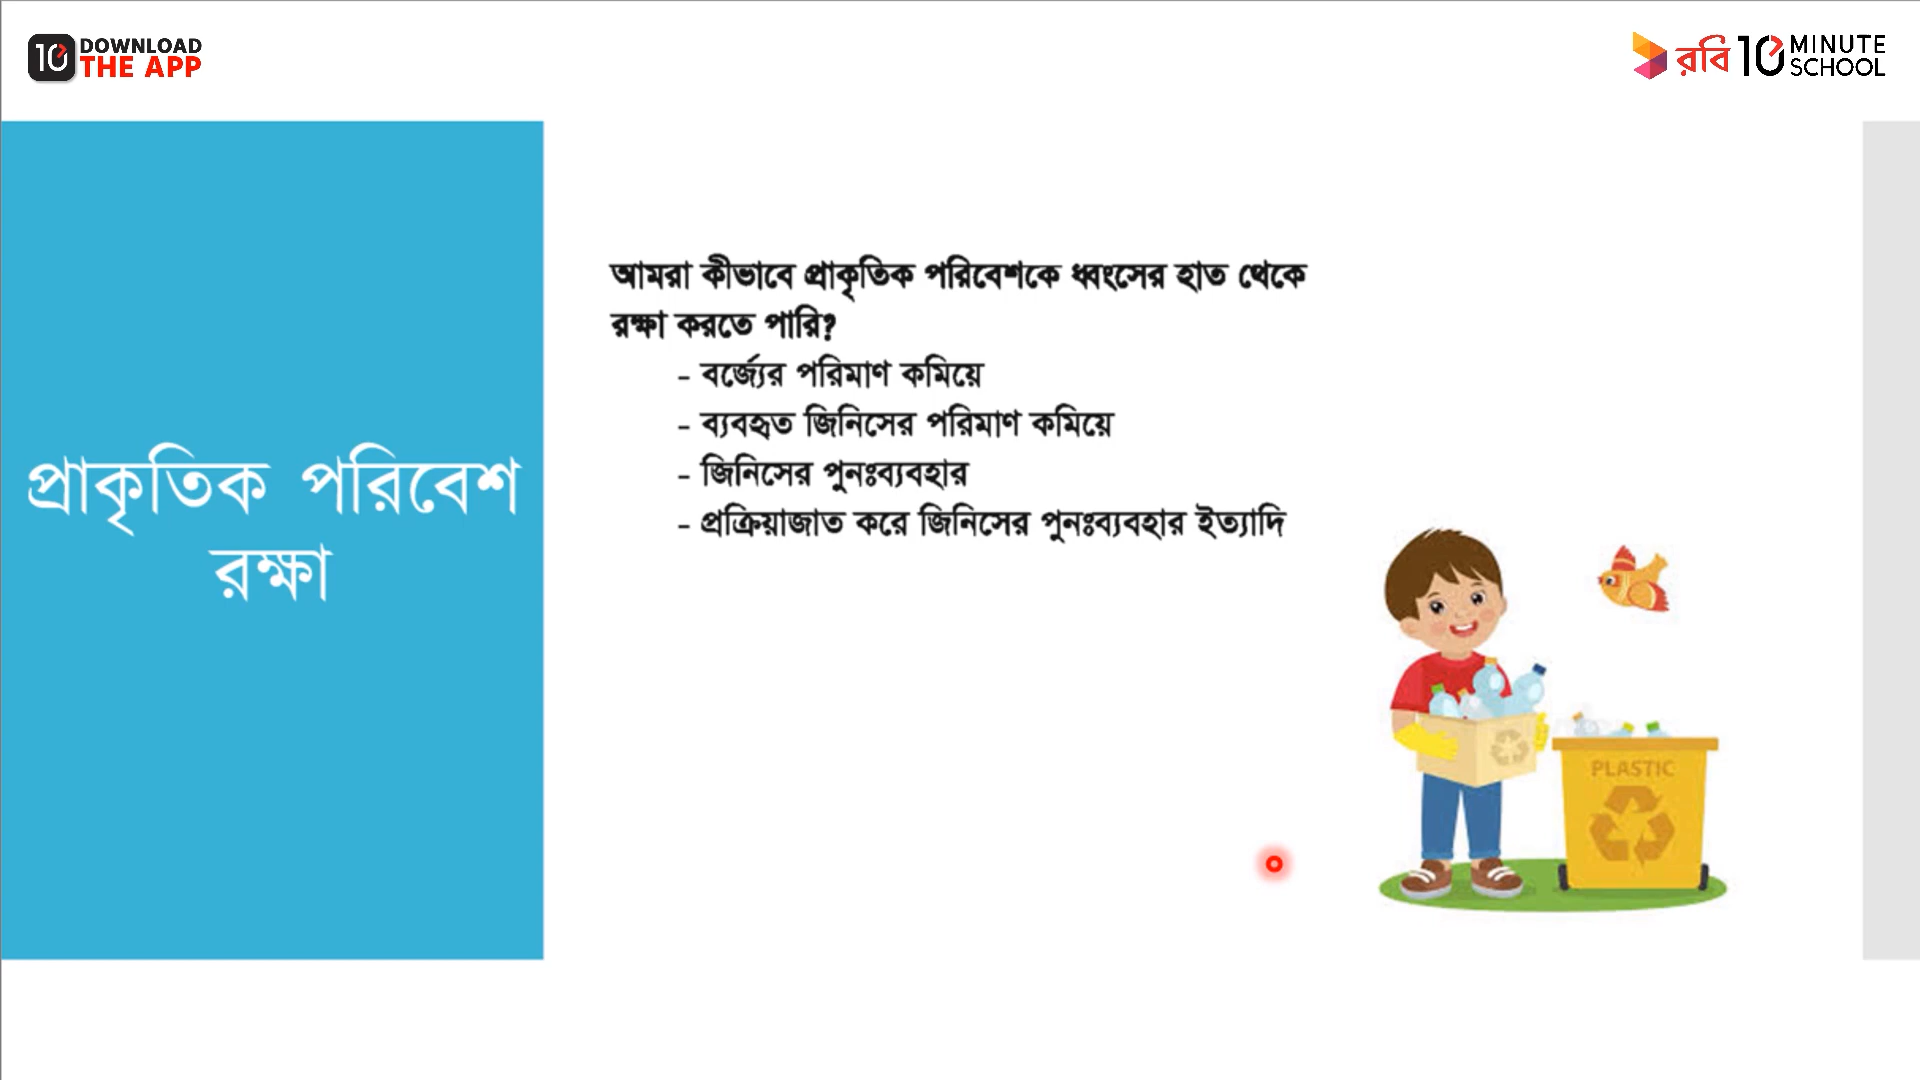 10 DOWNLOAD
THE APP
রবি 10 MINUTE
SCHOOL
প্রাকৃতিক পরিবেশ
রক্ষা
আমরা কীভাবে প্রাকৃতিক পরিবেশকে ধ্বংসের হাত থেকে
রক্ষা করতে পারি?
- বর্জ্যের পরিমাণ কমিয়ে
- ব্যবহৃত জিনিসের পরিমাণ কমিয়ে
- জিনিসের পুনঃব্যবহার
- প্রক্রিয়াজাত করে জিনিসের পুনঃব্যবহার ইত্যাদি
PLASTIC